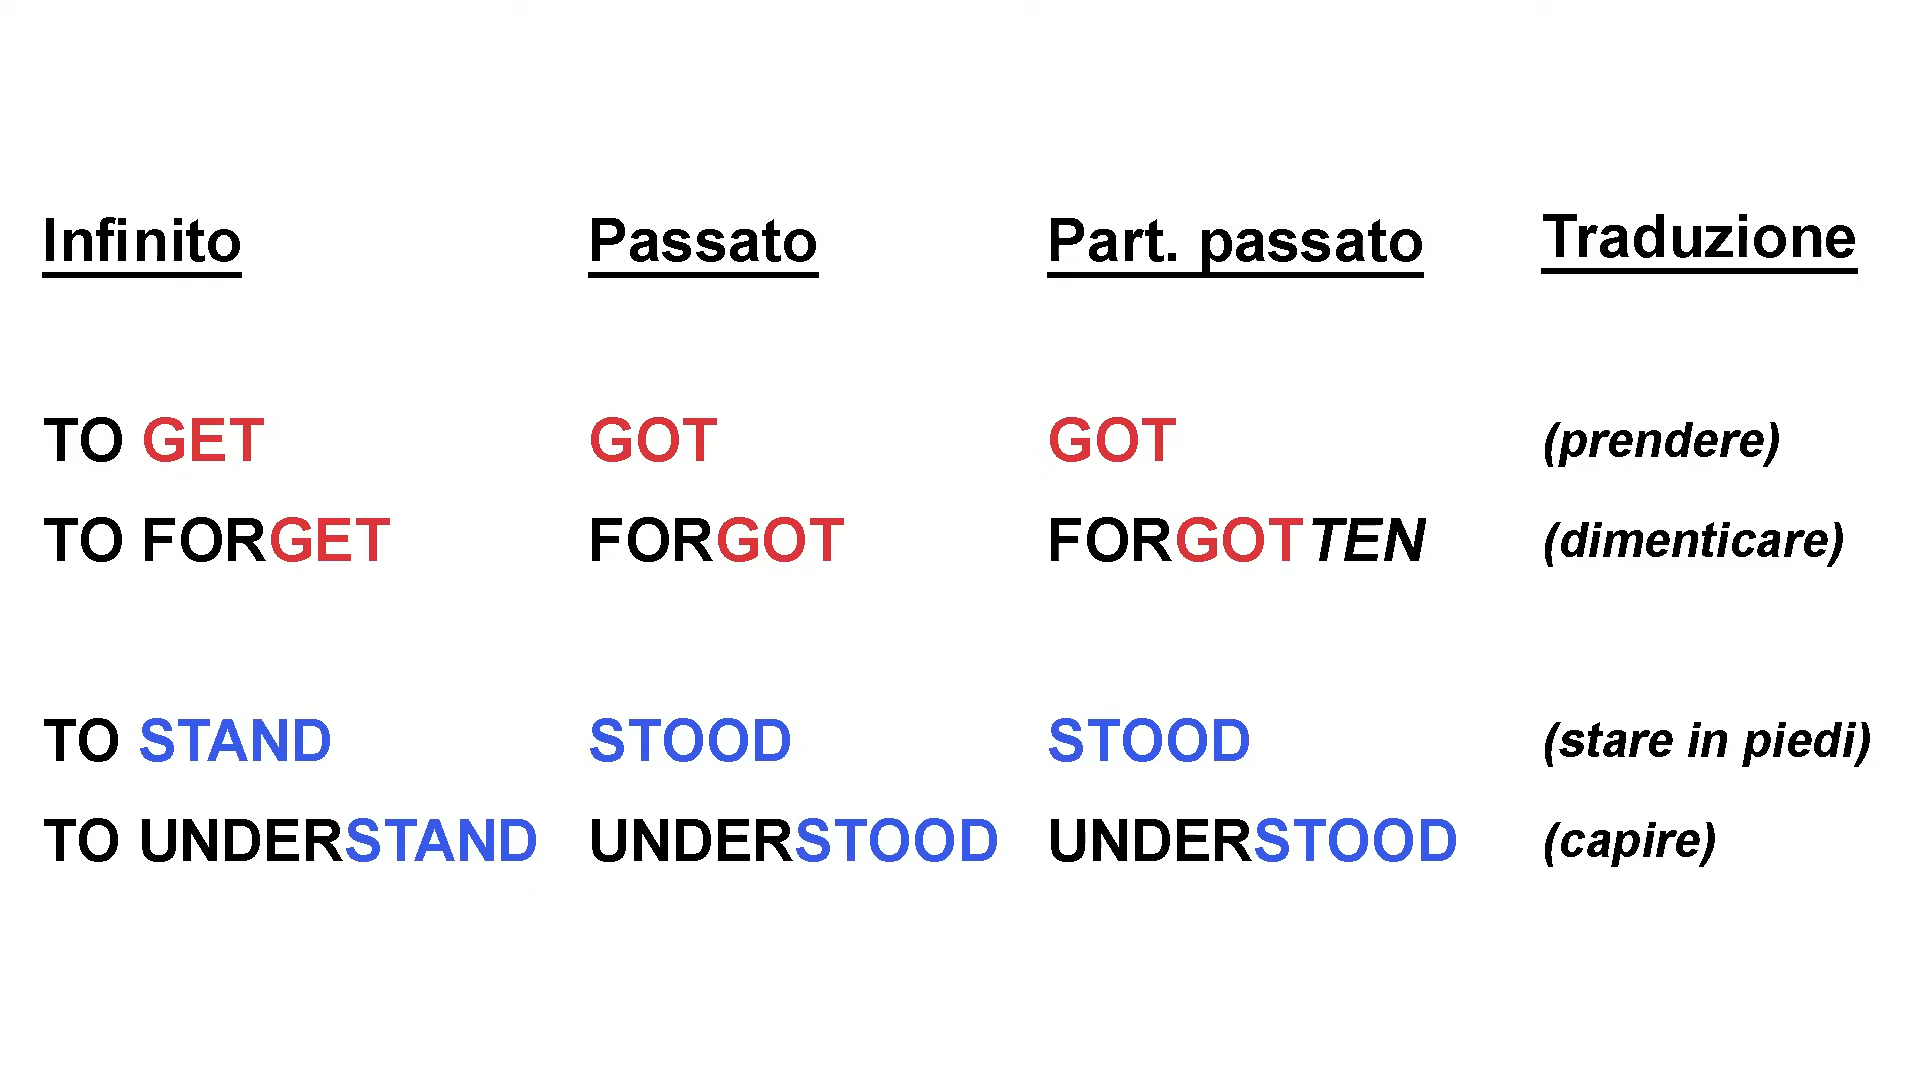 Infinito Passato Part. passato Traduzione
TO GET GOT GOT (prendere)
TO FORGET FORGOT FORGOTTEN (dimenticare)
TO STAND STOOD STOOD (stare in piedi)
TO UNDERSTAND UNDERSTOOD UNDERSTOOD (capire)